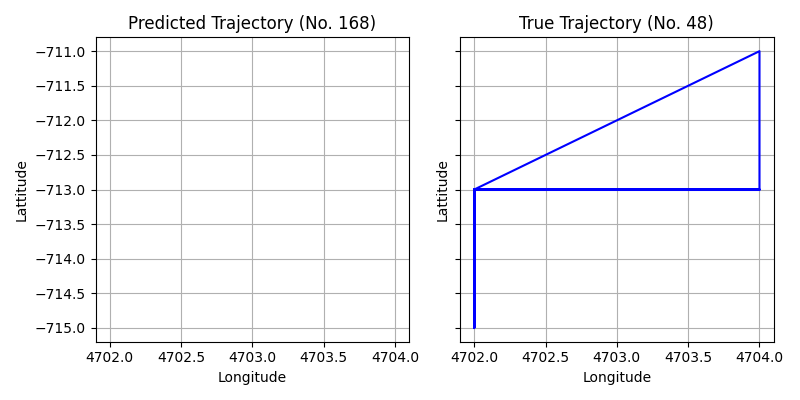 Predicted Trajectory (No. 168)
−711.0
−711.5
−712.0
−712.5
−713.0
−713.5
−714.0
−714.5
−715.0
4702.0 4702.5 4703.0 4703.5 4704.0
Longitude
Lattitude
True Trajectory (No. 48)
4702.0 4702.5 4703.0 4703.5 4704.0
Longitude
Lattitude